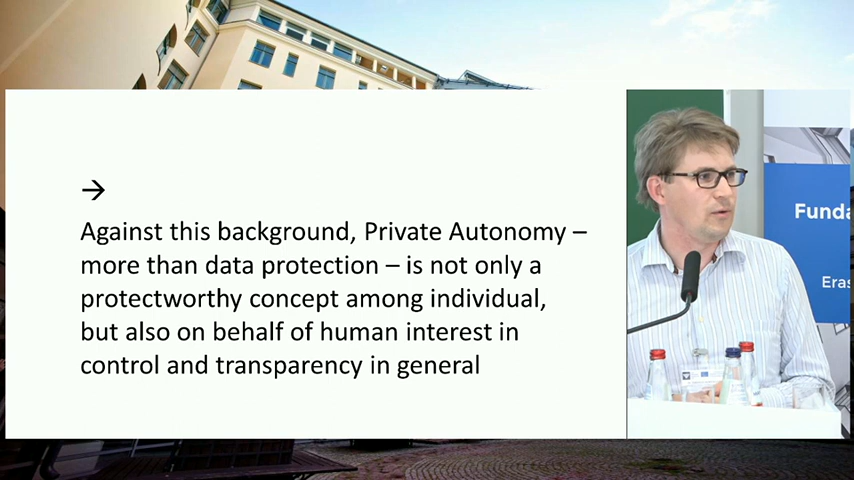 →
Against this background, Private Autonomy –
more than data protection – is not only a
protectworthy concept among individual,
but also on behalf of human interest in
control and transparency in general
Funda
Eras